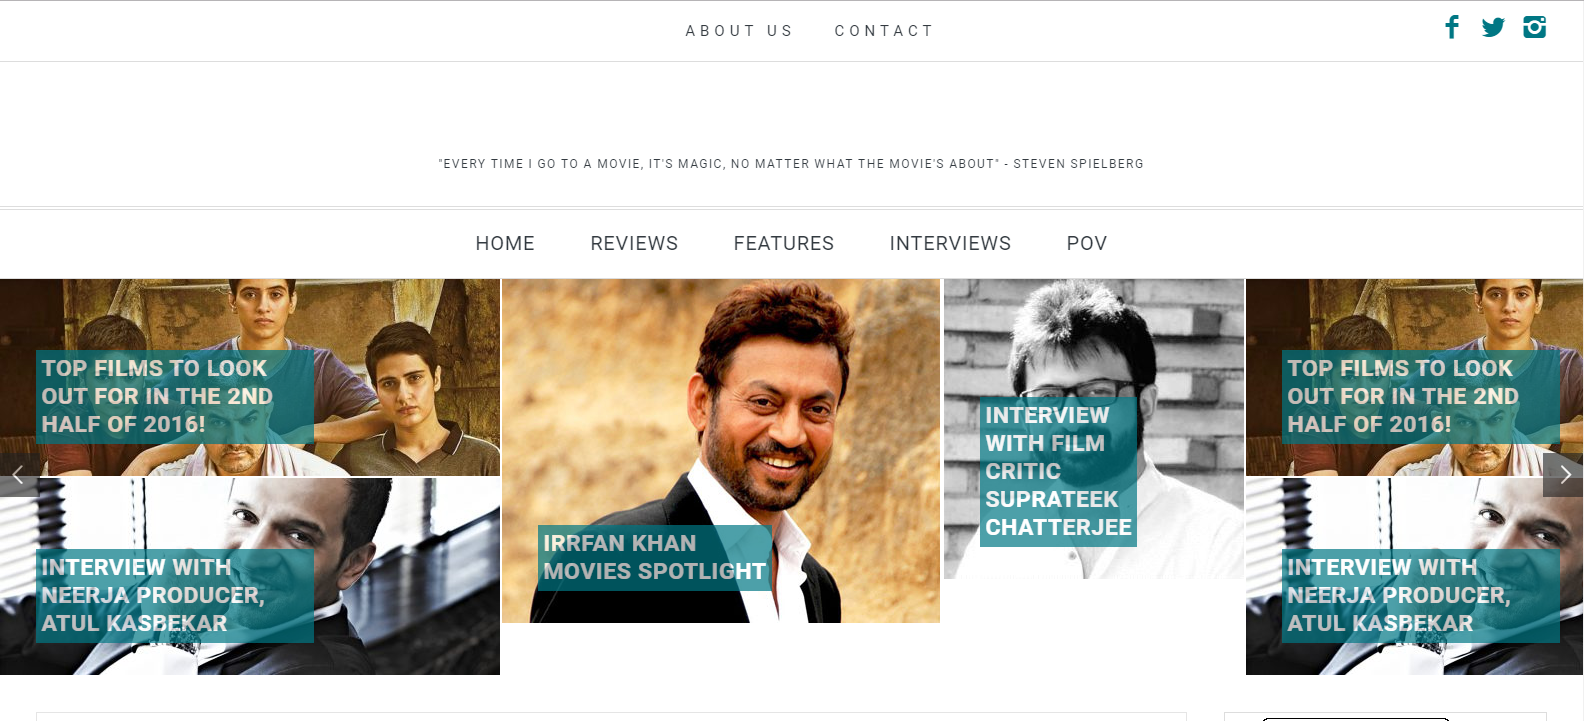 ABOUT US CONTACT
"EVERY TIME I GO TO A MOVIE, IT'S MAGIC, NO MATTER WHAT THE MOVIE'S ABOUT" - STEVEN SPIELBERG
HOME REVIEWS FEATURES INTERVIEWS POV
TOP FILMS TO LOOK
OUT FOR IN THE 2ND
HALF OF 2016!
INTERVIEW WITH
NEERJA PRODUCER,
ATUL KASBEKAR
IRRFAN KHAN
MOVIES SPOTLIGHT
INTERVIEW
WITH FILM
CRITIC
SUPRATEEK
CHATTERJEE
TOP FILMS TO LOOK
OUT FOR IN THE 2ND
HALF OF 2016!
INTERVIEW WITH
NEERJA PRODUCER,
ATUL KASBEKAR